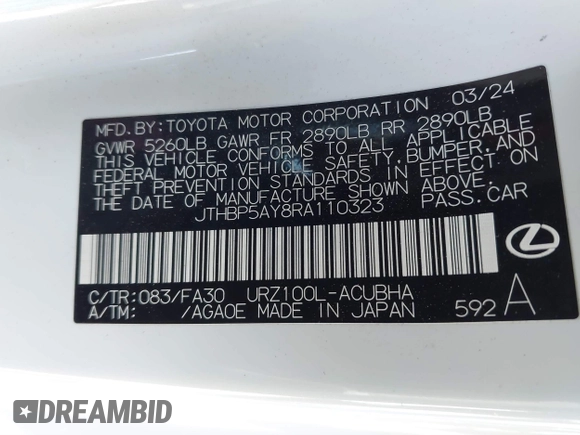 MFD. BY: TOYOTA MOTOR CORPORATION 03/24
GVWR 5260LB GAWR FR 2890LB RR 2890LB
THIS VEHICLE CONFORMS TO ALL APPLICABLE
FEDERAL MOTOR VEHICLE SAFETY, BUMPER, AND
THEFT PREVENTION STANDARDS IN EFFECT ON
THE DATE OF MANUFACTURE SHOWN ABOVE.
JTHBP5AY8RA110323 PASS. CAR
C/TR: 083/FA30 URZ100L-ACUBHA
A/TM: /AGA0E MADE IN JAPAN 592 A
DREAMBID